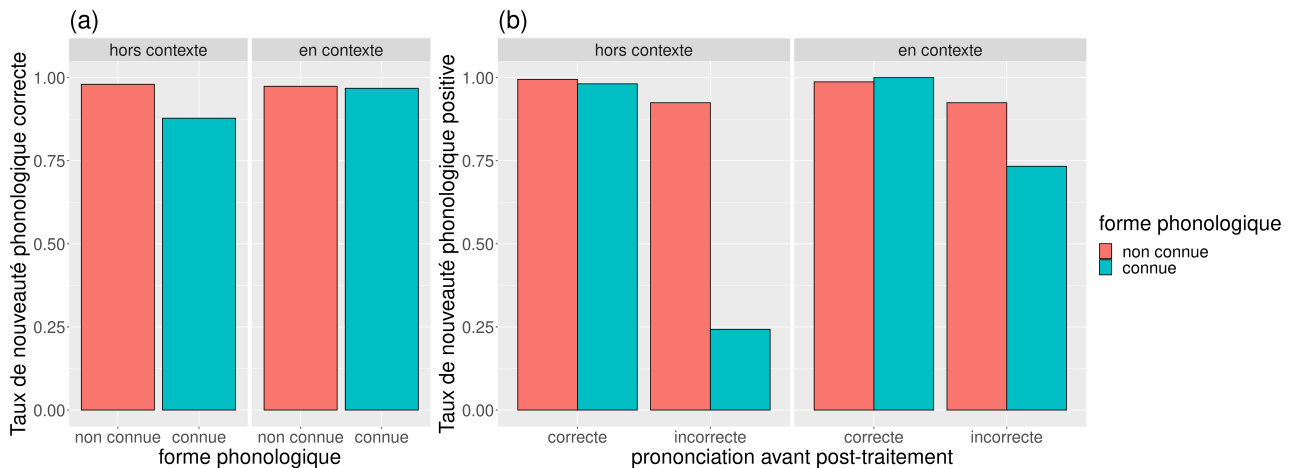 (a)
hors contexte
en contexte
Taux de nouveauté phonologique correcte
1.00
0.75
0.50
0.25
0.00
non connue
connue
non connue
connue
forme phonologique
(b)
hors contexte
en contexte
Taux de nouveauté phonologique positive
1.00
0.75
0.50
0.25
0.00
correcte
incorrecte
correcte
incorrecte
prononciation avant post-traitement
forme phonologique
non connue
connue